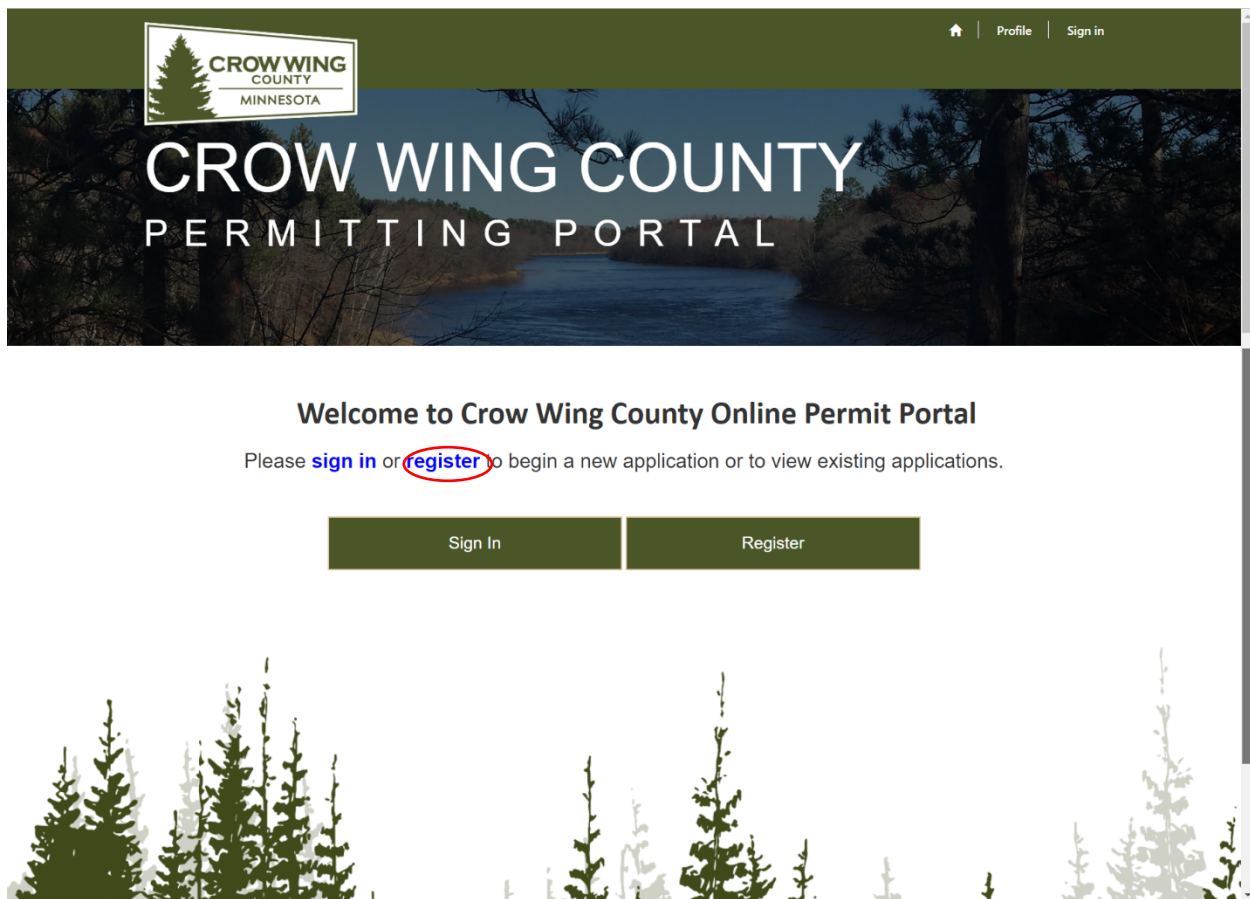 CROW WING
COUNTY
MINNESOTA
Profile
Sign in
CROW WING COUNTY
PERMITTING PORTAL
Welcome to Crow Wing County Online Permit Portal
Please sign in or register to begin a new application or to view existing applications.
Sign In
Register